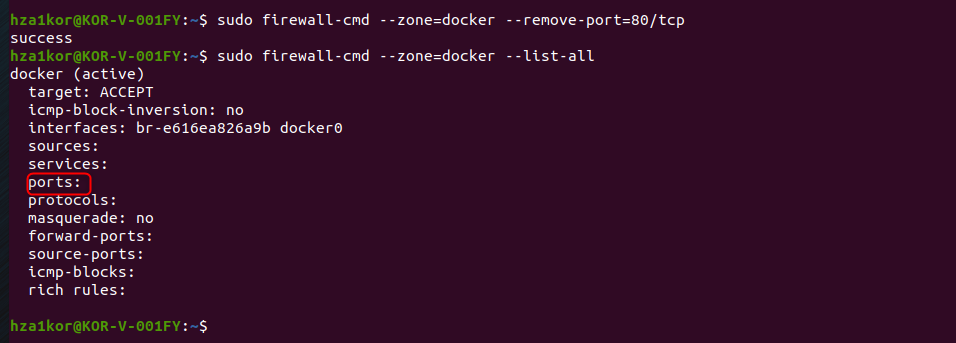 hza1kor@KOR-V-001FY:~$ sudo firewall-cmd --zone=docker --remove-port=80/tcp
success
hza1kor@KOR-V-001FY:~$ sudo firewall-cmd --zone=docker --list-all
docker (active)
  target: ACCEPT
  icmp-block-inversion: no
  interfaces: br-e616ea826a9b docker0
  sources:
  services:
  ports:
  protocols:
  masquerade: no
  forward-ports:
  source-ports:
  icmp-blocks:
  rich rules:
hza1kor@KOR-V-001FY:~$